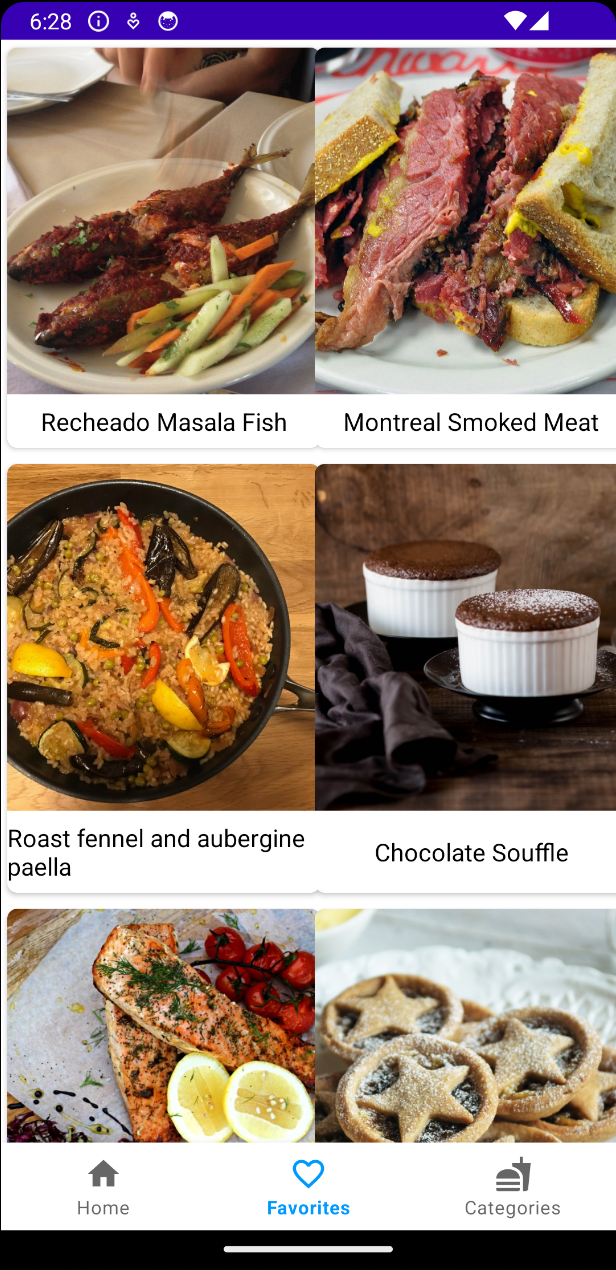 6:28
Recheado Masala Fish
Montreal Smoked Meat
Roast fennel and aubergine
paella
Chocolate Souffle
Home
Favorites
Categories